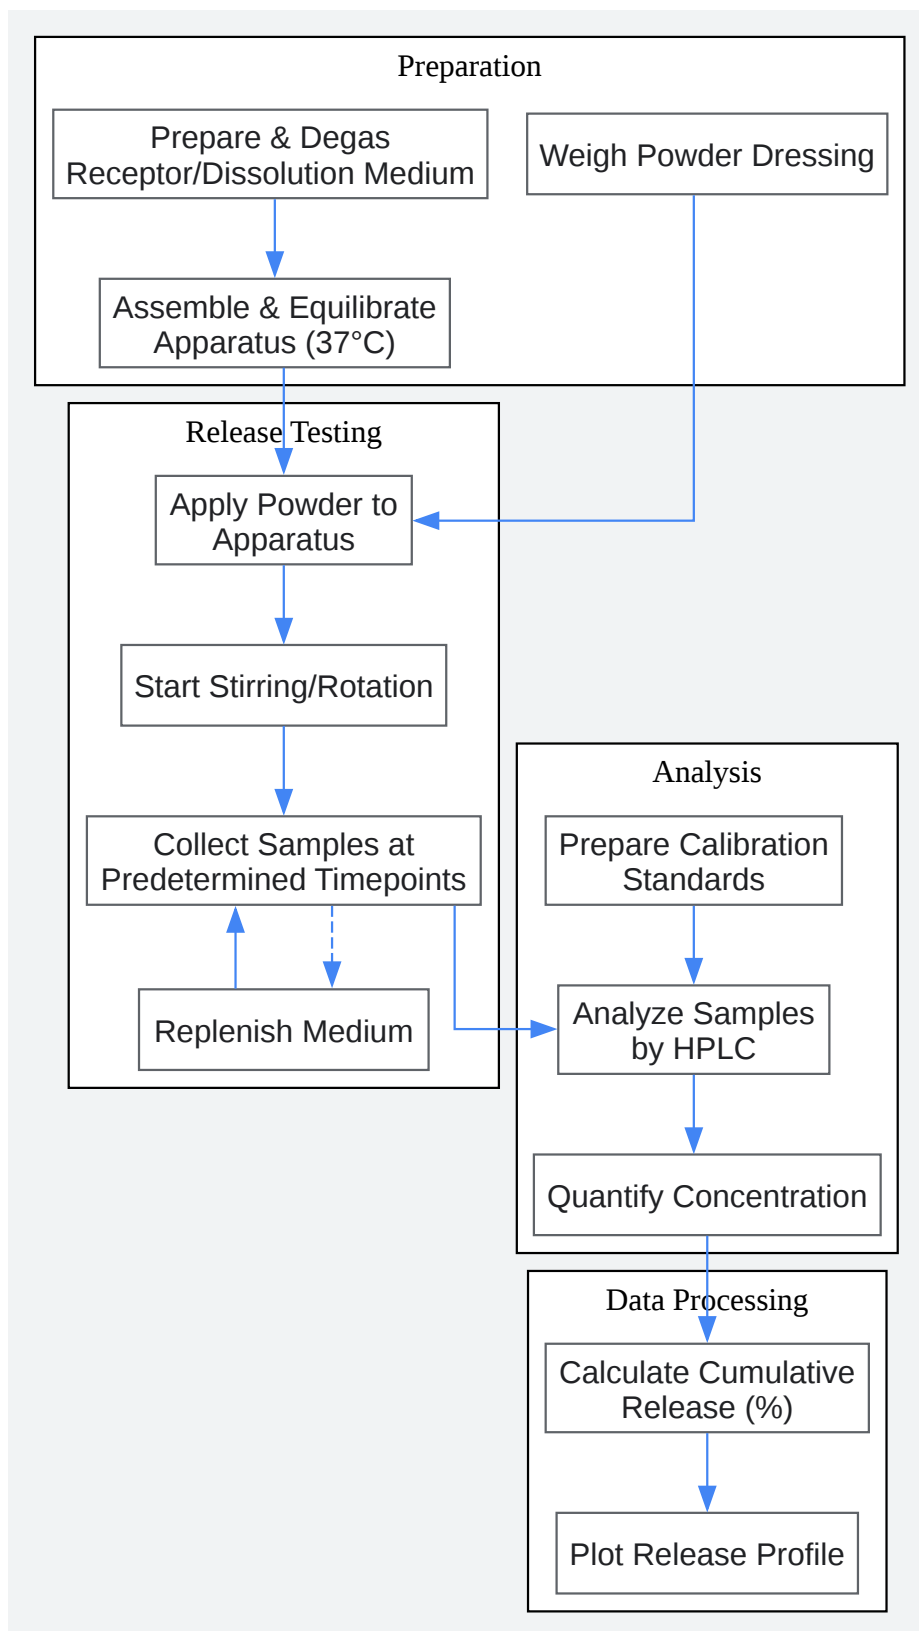 Preparation
Prepare & Degas
Receptor/Dissolution Medium
Weigh Powder Dressing
Assemble & Equilibrate
Apparatus (37°C)
Release Testing
Apply Powder to
Apparatus
Start Stirring/Rotation
Collect Samples at
Predetermined Timepoints
Replenish Medium
Analysis
Prepare Calibration
Standards
Analyze Samples
by HPLC
Quantify Concentration
Data Processing
Calculate Cumulative
Release (%)
Plot Release Profile